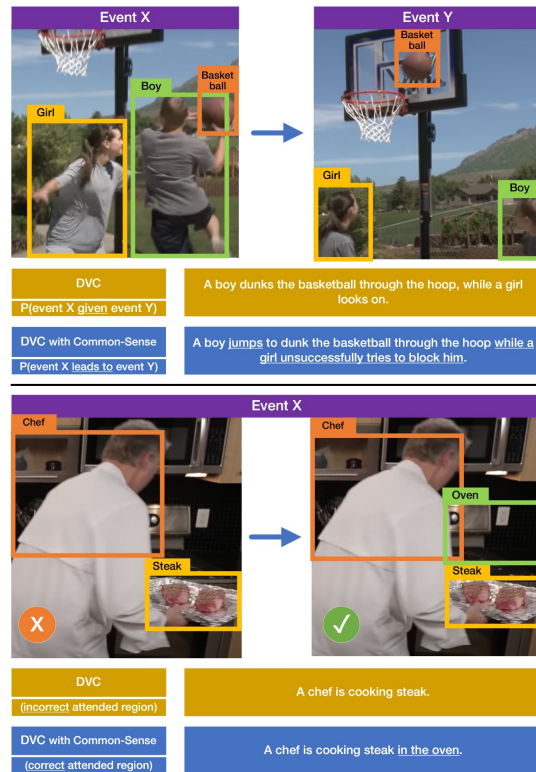 Event X
Event Y
Girl
Boy
Basket
ball
Basket
ball
Girl
Boy
DVC
P(event X given event Y)
A boy dunks the basketball through the hoop, while a girl
looks on.
DVC with Common-Sense
P(event X leads to event Y)
A boy jumps to dunk the basketball through the hoop while a
girl unsuccessfully tries to block him.
Event X
Chef
Steak
X
Chef
Oven
Steak
DVC
(incorrect attended region)
A chef is cooking steak.
DVC with Common-Sense
(correct attended region)
A chef is cooking steak in the oven.